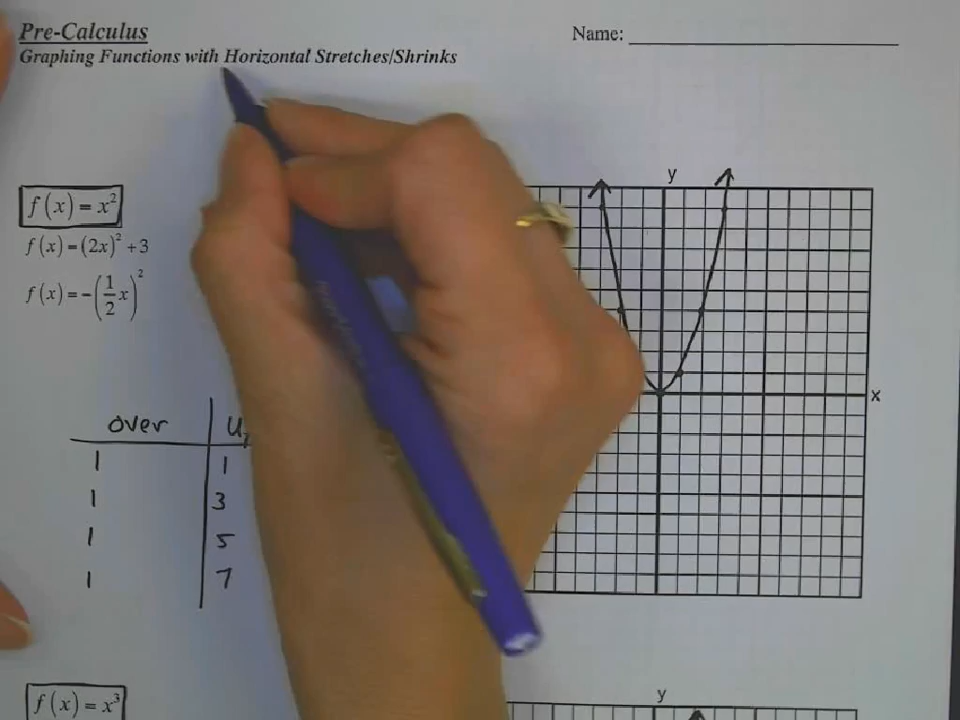 Pre-Calculus
Name:
Graphing Functions with Horizontal Stretches/Shrinks
y
f(x) = x²
f(x) = (2x)² + 3
f(x) = -(1/2 x)²
x
over
1 1
1 3
1 5
1 7
y
f(x) = x³